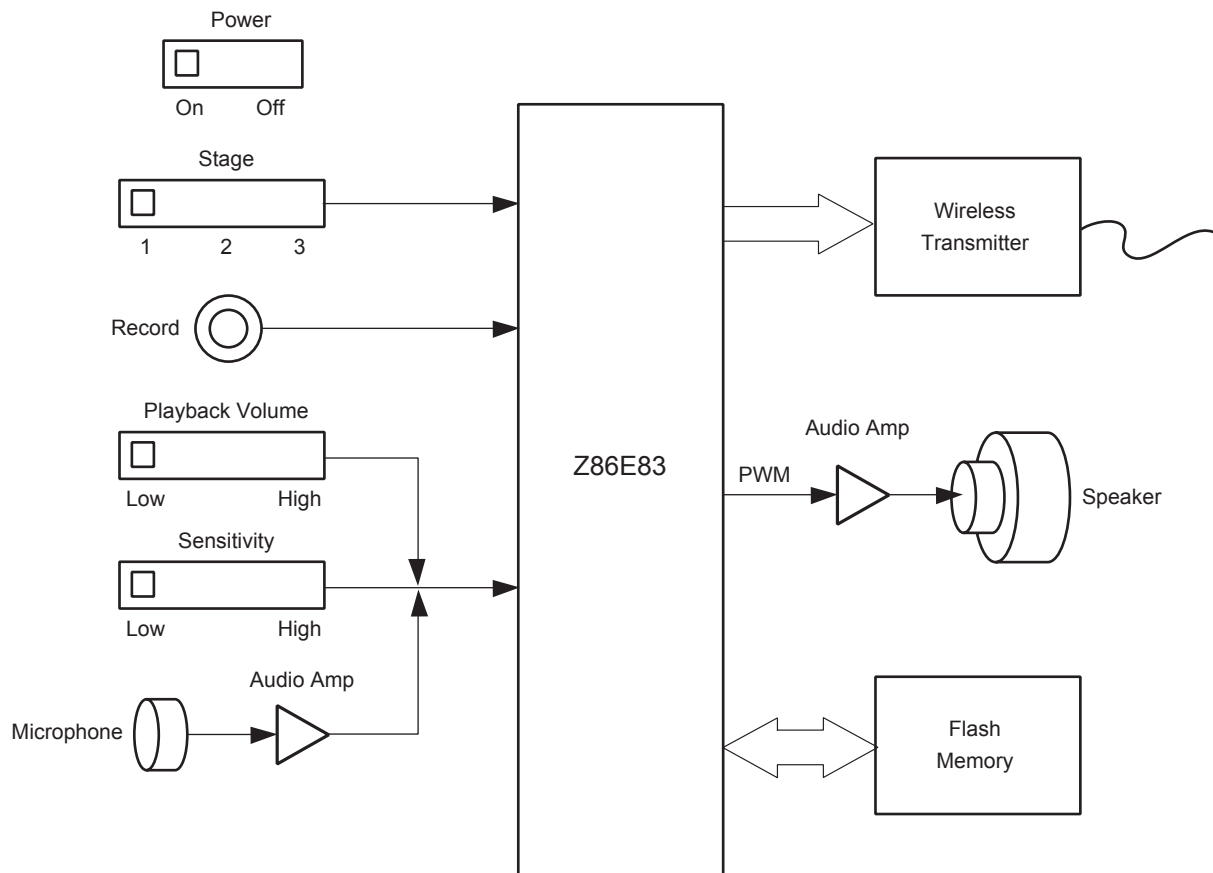 Power
On Off
Stage
1 2 3
Record
Playback Volume
Low High
Sensitivity
Low High
Audio Amp
Microphone
Z86E83
Wireless
Transmitter
Audio Amp
PWM
Speaker
Flash
Memory